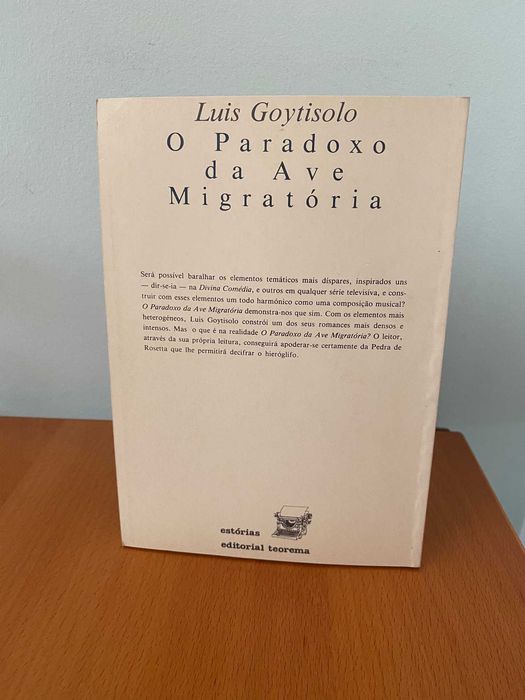 Luis Goytisolo
O Paradoxo
da Ave
Migratória
Será possível baralhar os elementos temáticos mais díspares, inspirados uns
— dir-se-ia — na Divina Comédia, e outros em qualquer série televisiva, e cons-
truir com esses elementos um todo harmónico como uma composição musical?
O Paradoxo da Ave Migratória demonstra-nos que sim. Com os elementos mais
heterogéneos, Luis Goytisolo constrói um dos seus romances mais densos e
intensos. Mas o que é na realidade O Paradoxo da Ave Migratória? O leitor,
através da sua própria leitura, conseguirá apoderar-se certamente da Pedra de
Rosetta que lhe permitirá decifrar o hieróglifo.
estórias
editorial teorema